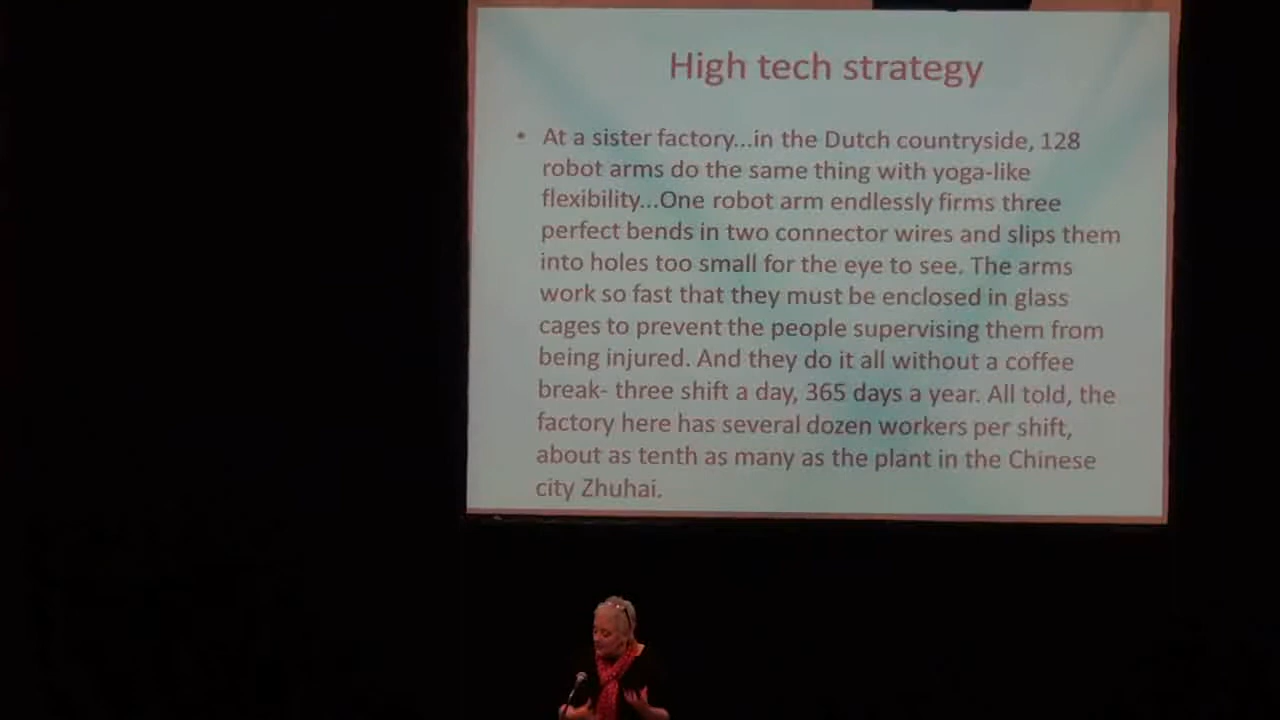 High tech strategy
• At a sister factory...in the Dutch countryside, 128
robot arms do the same thing with yoga-like
flexibility...One robot arm endlessly firms three
perfect bends in two connector wires and slips them
into holes too small for the eye to see. The arms
work so fast that they must be enclosed in glass
cages to prevent the people supervising them from
being injured. And they do it all without a coffee
break- three shift a day, 365 days a year. All told, the
factory here has several dozen workers per shift,
about as tenth as many as the plant in the Chinese
city Zhuhai.